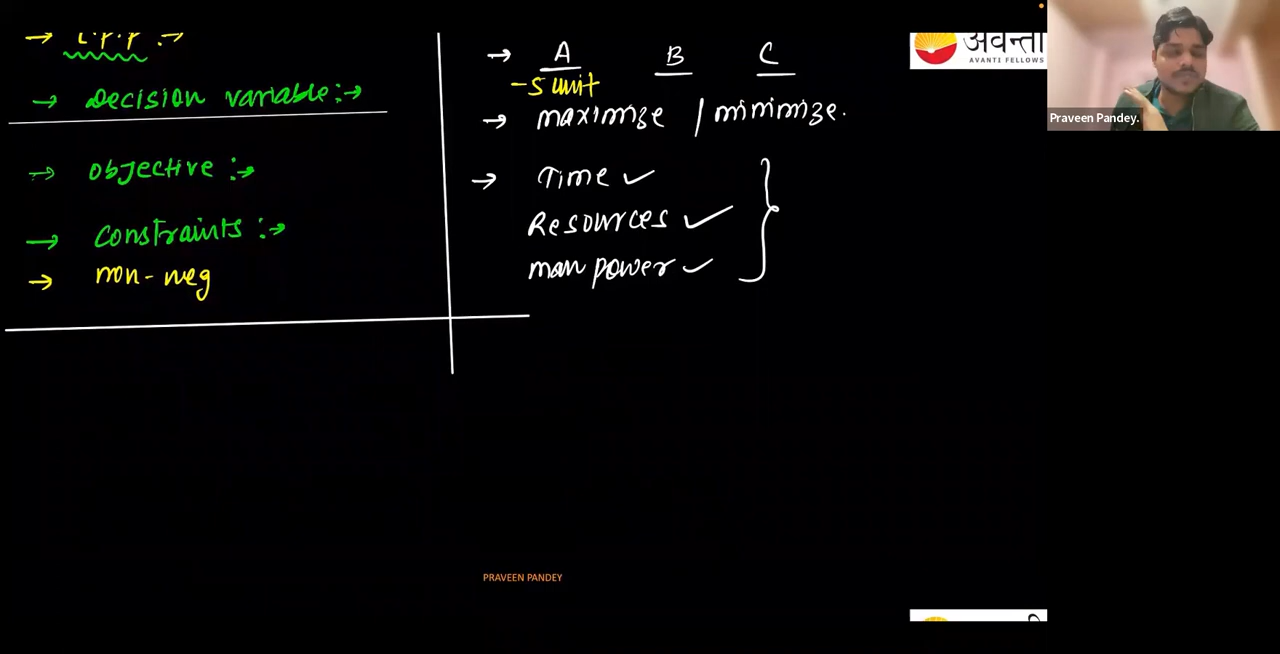 → L.P.P :→
→ Decision variable :→
→ objective :→
→ constraints :→
→ non-neg
→ A B C
-5 unit
→ maximize / minimize.
→ Time ✓
Resources ✓
man power ✓
अवन्ती
AVANTI FELLOWS
Praveen Pandey.
PRAVEEN PANDEY